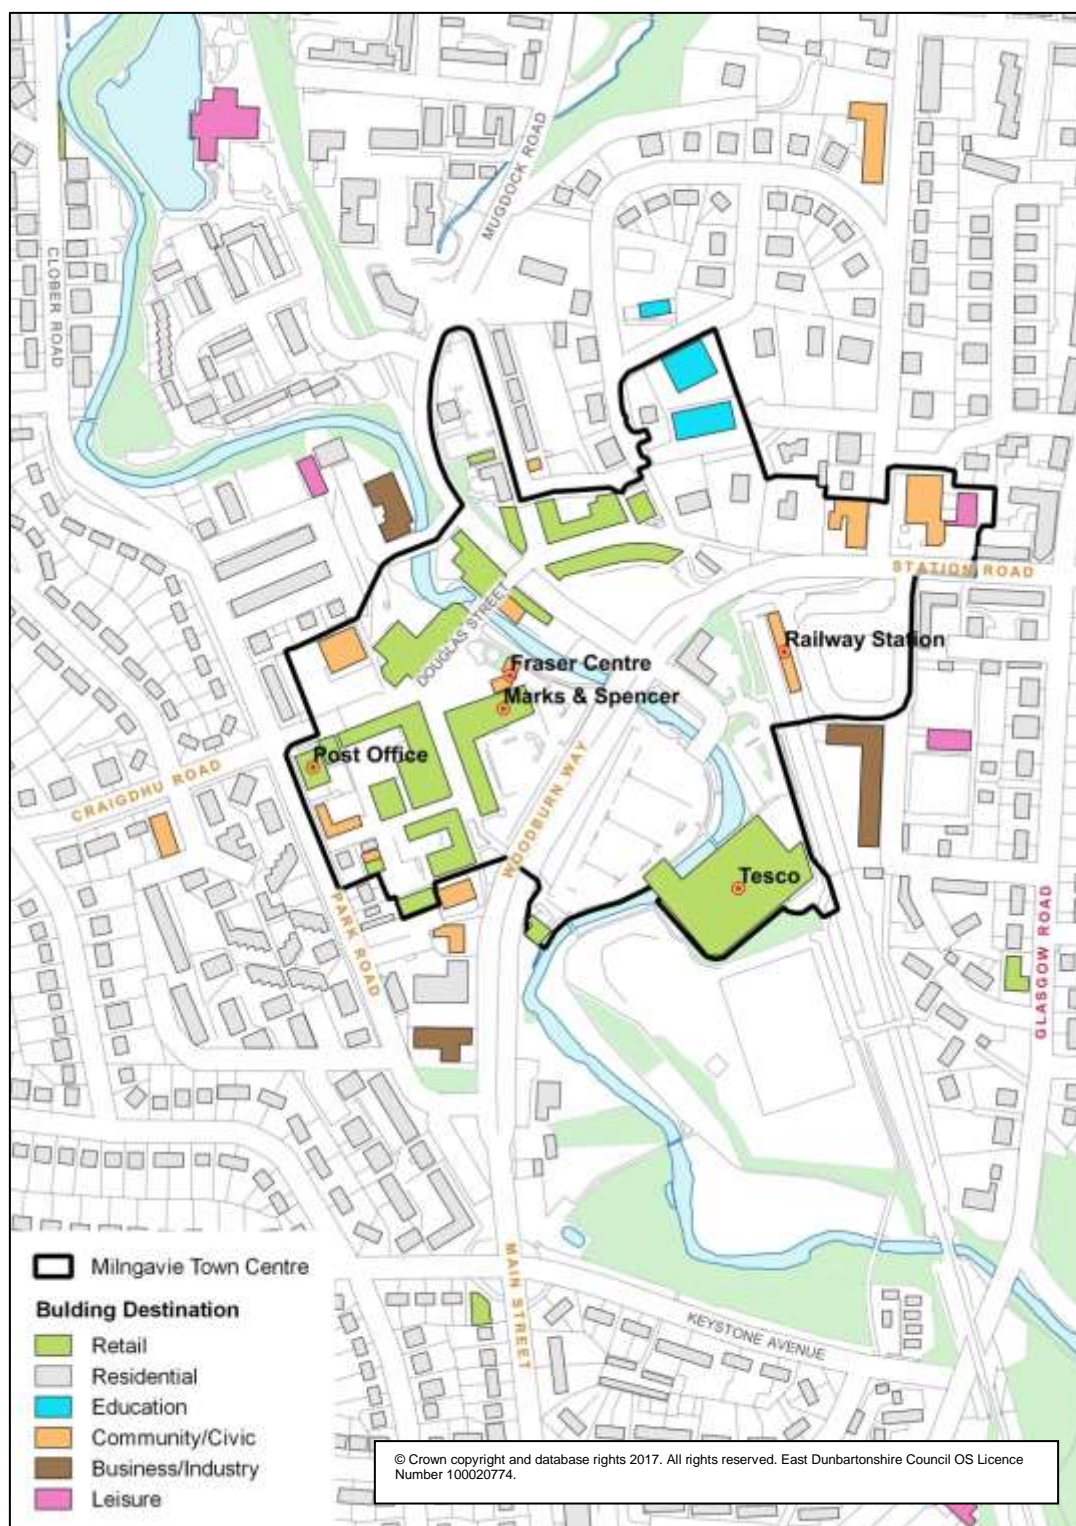 MUGDOCK ROAD
CLOBER ROAD
STATION ROAD
DOUGLAS STREET
Railway Station
Fraser Centre
Marks & Spencer
Post Office
CRAIGDHU ROAD
WOODBURN WAY
Tesco
PARK ROAD
GLASGOW ROAD
MAIN STREET
KEYSTONE AVENUE
Milngavie Town Centre
Bulding Destination
Retail
Residential
Education
Community/Civic
Business/Industry
Leisure
© Crown copyright and database rights 2017. All rights reserved. East Dunbartonshire Council OS Licence
Number 100020774.